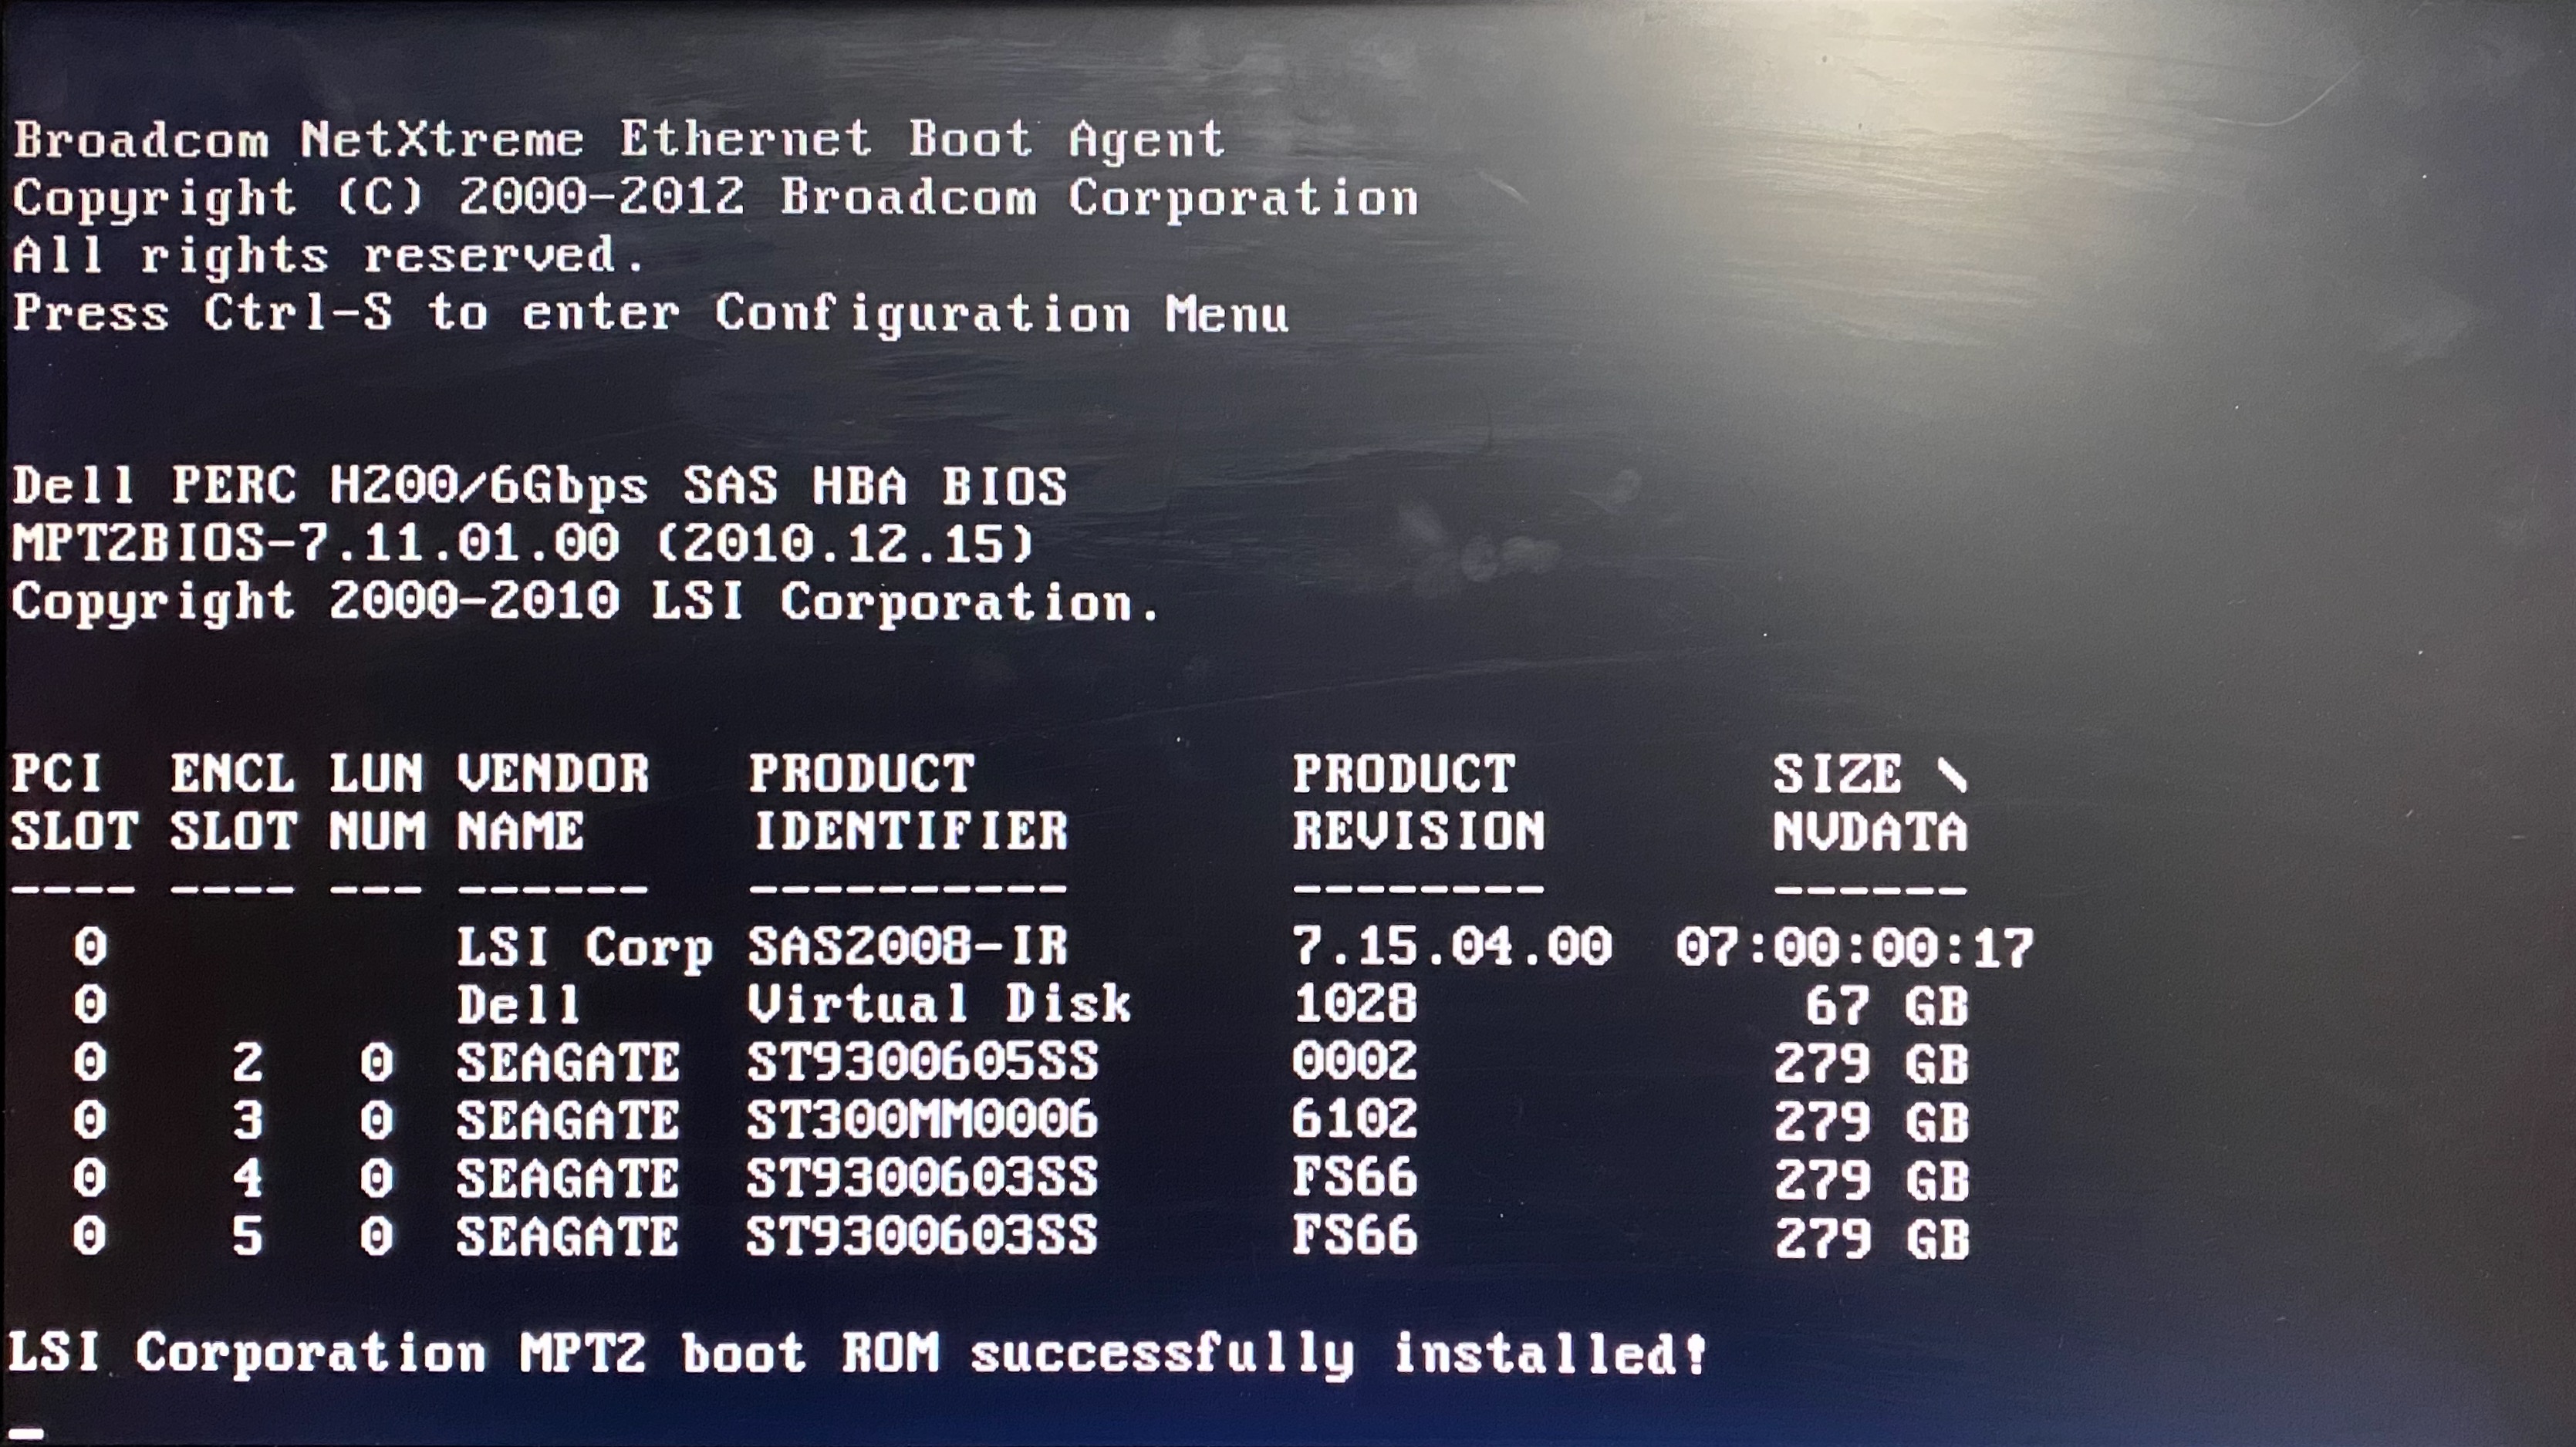 Broadcom NetXtreme Ethernet Boot Agent
Copyright (C) 2000-2012 Broadcom Corporation
All rights reserved.
Press Ctrl-S to enter Configuration Menu
Dell PERC H200/6Gbps SAS HBA BIOS
MPT2BIOS-7.11.01.00 (2010.12.15)
Copyright 2000-2010 LSI Corporation.
PCI ENCL LUN VENDOR PRODUCT PRODUCT SIZE \
SLOT SLOT NUM NAME IDENTIFIER REVISION NVDATA
---- ---- --- ------ ---------- -------- ------
0 LSI Corp SAS2008-IR 7.15.04.00 07:00:00:17
0 Dell Virtual Disk 1028 67 GB
0 2 0 SEAGATE ST9300605SS 0002 279 GB
0 3 0 SEAGATE ST300MM0006 6102 279 GB
0 4 0 SEAGATE ST9300603SS FS66 279 GB
0 5 0 SEAGATE ST9300603SS FS66 279 GB
LSI Corporation MPT2 boot ROM successfully installed!
_